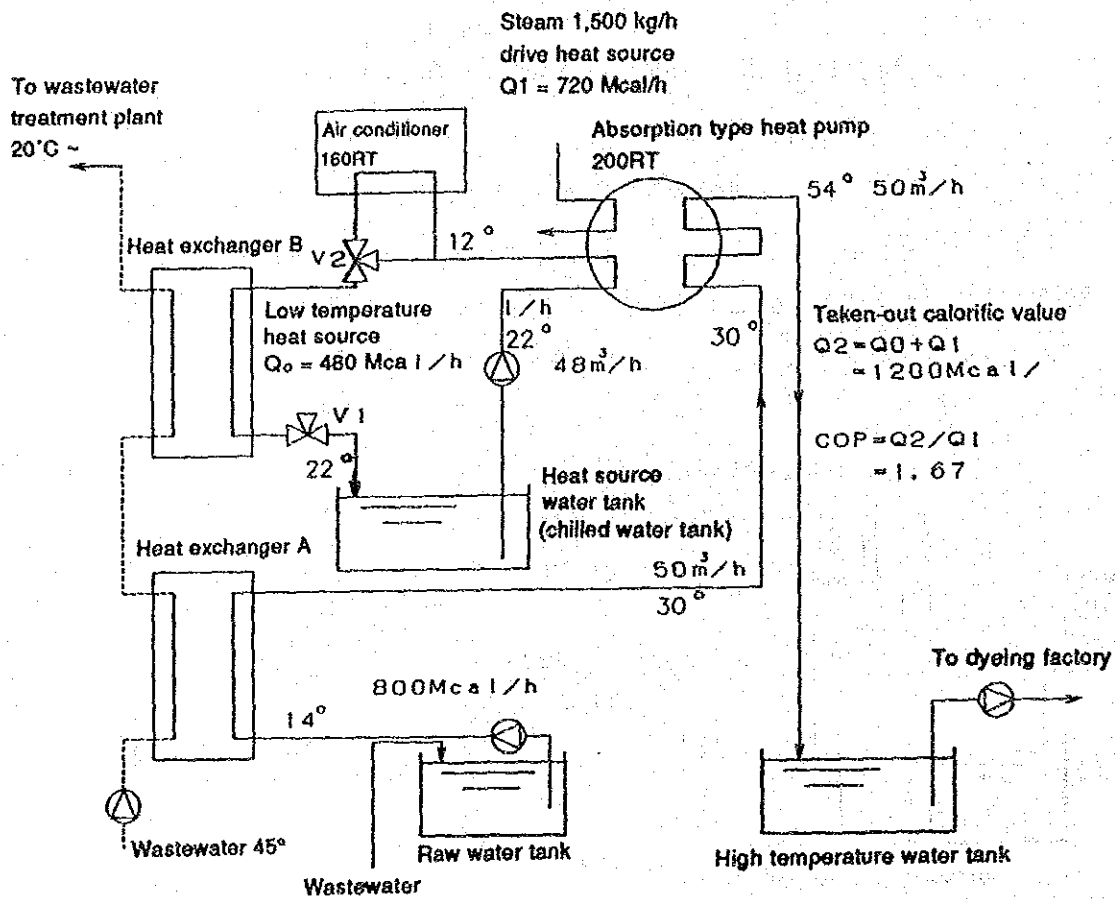 Steam 1,500 kg/h
drive heat source
Q1 = 720 Mcal/h
To wastewater
treatment plant
20°C ~
Air conditioner
160RT
Absorption type heat pump
200RT
54° 50m³/h
Heat exchanger B
V2
12°
Low temperature
heat source
Q₀ = 480 Mcal/h
l/h
22°
48m³/h
30°
Taken-out calorific value
Q2=Q0+Q1
=1200Mcal/
COP=Q2/Q1
=1.67
V1
22°
Heat source
water tank
(chilled water tank)
Heat exchanger A
50m³/h
30°
To dyeing factory
800Mcal/h
14°
Wastewater 45°
Raw water tank
High temperature water tank
Wastewater